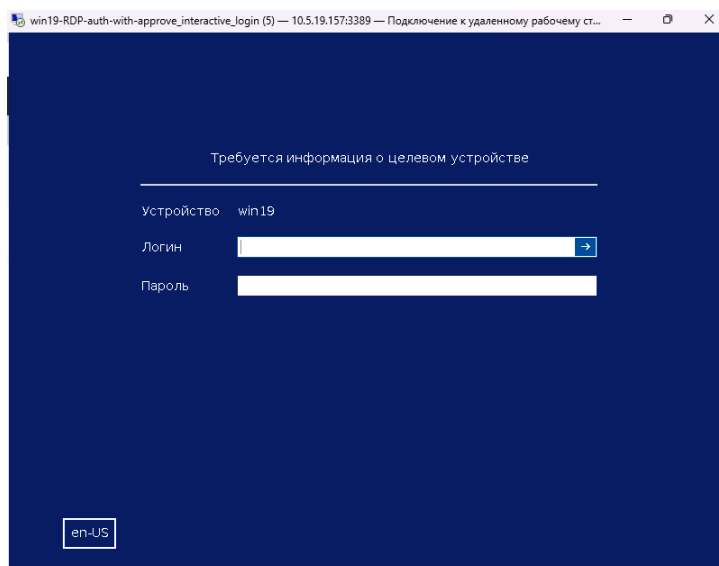 win19-RDP-auth-with-approve_interactive_login (5) — 10.5.19.157:3389 — Подключение к удаленному рабочему ст...
Требуется информация о целевом устройстве
Устройство win19
Логин
Пароль
en-US